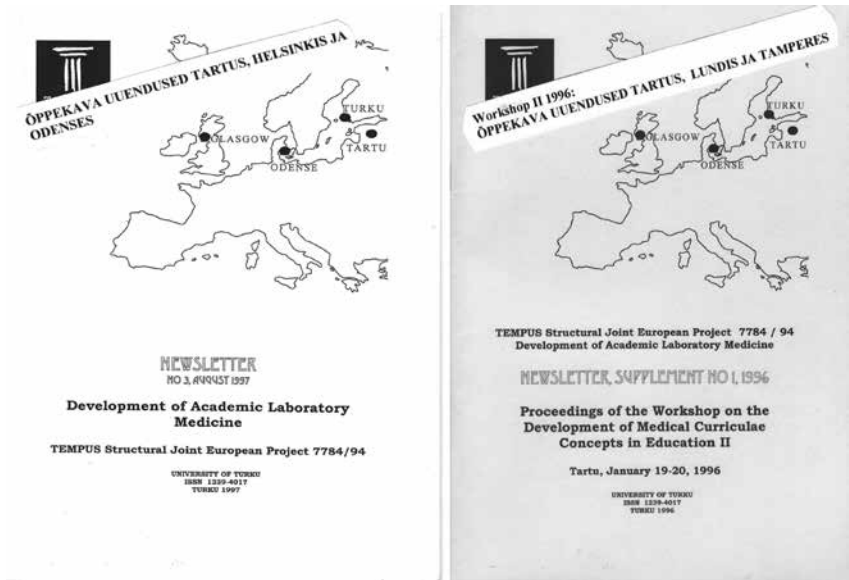 ÕPPEKAVA UUENDUSED TARTUS, HELSINKIS JA
ODENSES
TURKU
GLASGOW
TARTU
ODENSE
NEWSLETTER
NO 3, AUGUST 1997
Development of Academic Laboratory
Medicine
TEMPUS Structural Joint European Project 7784/94
UNIVERSITY OF TURKU
ISSN 1239-4017
TURKU 1997
Workshop II 1996:
ÕPPEKAVA UUENDUSED TARTUS, LUNDIS JA TAMPERES
TURKU
GLASGOW
TARTU
ODENSE
TEMPUS Structural Joint European Project 7784 / 94
Development of Academic Laboratory Medicine
NEWSLETTER, SUPPLEMENT NO 1, 1996
Proceedings of the Workshop on the
Development of Medical Curriculae
Concepts in Education II
Tartu, January 19-20, 1996
UNIVERSITY OF TURKU
ISSN 1239-4017
TURKU 1996